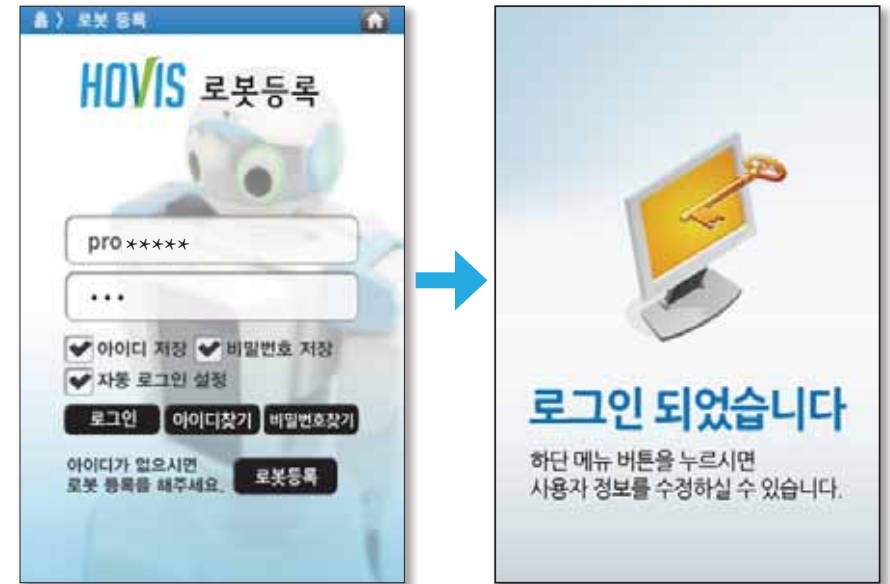 홈 > 로봇 등록
HOVIS 로봇등록
pro*****
•••
아이디 저장 비밀번호 저장
자동 로그인 설정
로그인 아이디찾기 비밀번호찾기
아이디가 없으시면
로봇 등록을 해주세요. 로봇등록
로그인 되었습니다
하단 메뉴 버튼을 누르시면
사용자 정보를 수정하실 수 있습니다.